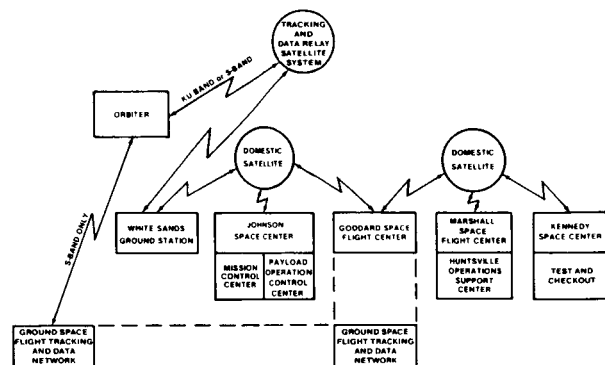 TRACKING
AND
DATA RELAY
SATELLITE
SYSTEM
KU BAND or S-BAND
ORBITER
DOMESTIC
SATELLITE
DOMESTIC
SATELLITE
S-BAND ONLY
WHITE SANDS
GROUND STATION
JOHNSON
SPACE CENTER
MISSION
CONTROL
CENTER
PAYLOAD
OPERATION
CONTROL
CENTER
GODDARD SPACE
FLIGHT CENTER
MARSHALL
SPACE
FLIGHT CENTER
HUNTSVILLE
OPERATIONS
SUPPORT
CENTER
KENNEDY
SPACE CENTER
TEST AND
CHECKOUT
GROUND SPACE
FLIGHT TRACKING
AND DATA
NETWORK
GROUND SPACE
FLIGHT TRACKING
AND DATA
NETWORK